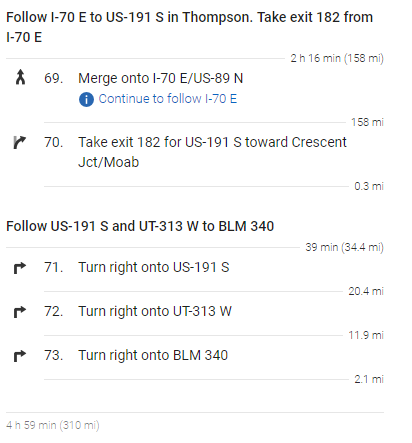 Follow I-70 E to US-191 S in Thompson. Take exit 182 from
I-70 E
2 h 16 min (158 mi)
69. Merge onto I-70 E/US-89 N
i Continue to follow I-70 E
158 mi
70. Take exit 182 for US-191 S toward Crescent
Jct/Moab
0.3 mi
Follow US-191 S and UT-313 W to BLM 340
39 min (34.4 mi)
71. Turn right onto US-191 S
20.4 mi
72. Turn right onto UT-313 W
11.9 mi
73. Turn right onto BLM 340
2.1 mi
4 h 59 min (310 mi)